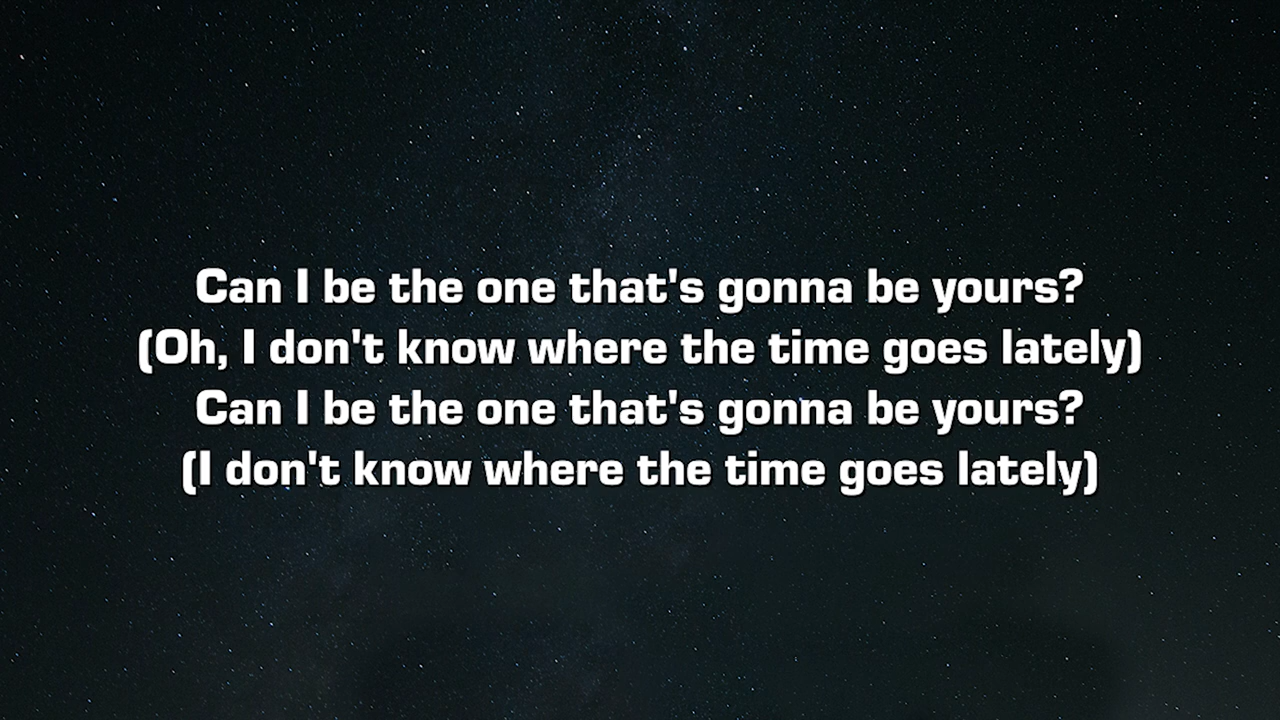 Can I be the one that's gonna be yours?
(Oh, I don't know where the time goes lately)
Can I be the one that's gonna be yours?
(I don't know where the time goes lately)